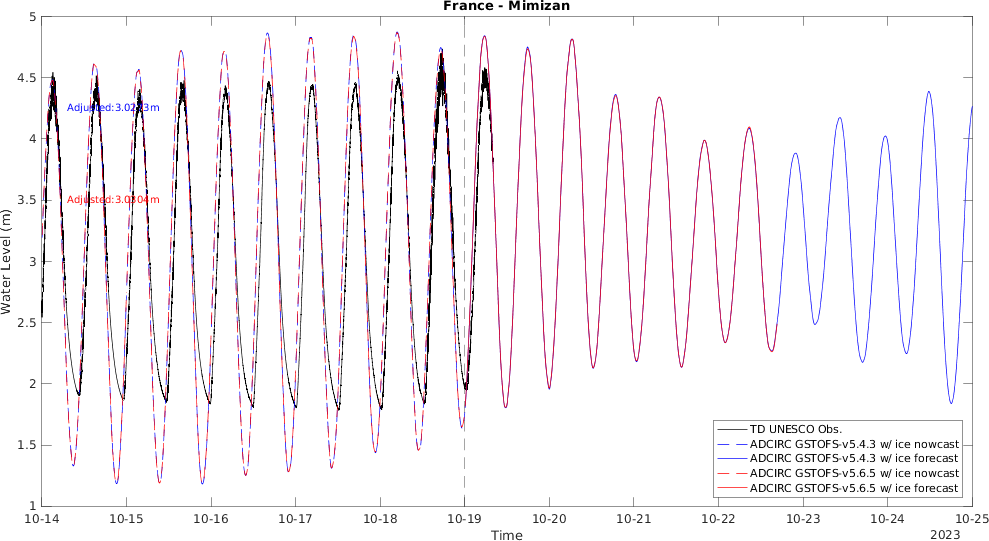 France - Mimizan
5
4.5
4
3.5
3
2.5
2
1.5
1
Water Level (m)
Adjusted:3.0304m
TD UNESCO Obs.
ADCIRC GSTOFS-v5.4.3 w/ ice nowcast
ADCIRC GSTOFS-v5.4.3 w/ ice forecast
ADCIRC GSTOFS-v5.6.5 w/ ice nowcast
ADCIRC GSTOFS-v5.6.5 w/ ice forecast
10-14 10-15 10-16 10-17 10-18 10-19 10-20 10-21 10-22 10-23 10-24 10-25
Time
2023